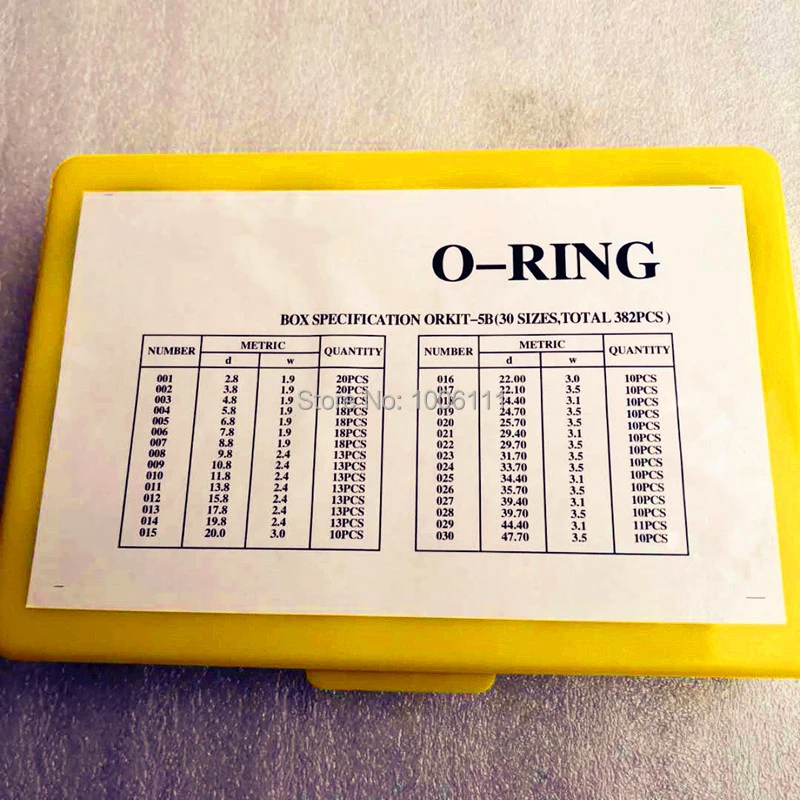 O-RING
BOX SPECIFICATION ORKIT-5B(30 SIZES,TOTAL 382PCS)
NUMBER METRIC QUANTITY
d w
001 2.8 1.9 20PCS
002 3.8 1.9 20PCS
003 4.8 1.9 18PCS
004 5.8 1.9 18PCS
005 6.8 1.9 18PCS
006 7.8 1.9 18PCS
007 8.8 1.9 18PCS
008 9.8 2.4 13PCS
009 10.8 2.4 13PCS
010 11.8 2.4 13PCS
011 13.8 2.4 13PCS
012 15.8 2.4 13PCS
013 17.8 2.4 13PCS
014 19.8 2.4 13PCS
015 20.0 3.0 10PCS
NUMBER METRIC QUANTITY
d w
016 22.00 3.0 10PCS
017 22.10 3.5 10PCS
018 24.40 3.1 10PCS
019 24.70 3.5 10PCS
020 25.70 3.5 10PCS
021 29.40 3.1 10PCS
022 29.70 3.5 10PCS
023 31.70 3.5 10PCS
024 33.70 3.5 10PCS
025 34.40 3.1 10PCS
026 35.70 3.5 10PCS
027 39.40 3.1 10PCS
028 39.70 3.5 10PCS
029 44.40 3.1 11PCS
030 47.70 3.5 10PCS
Store No: 1006111